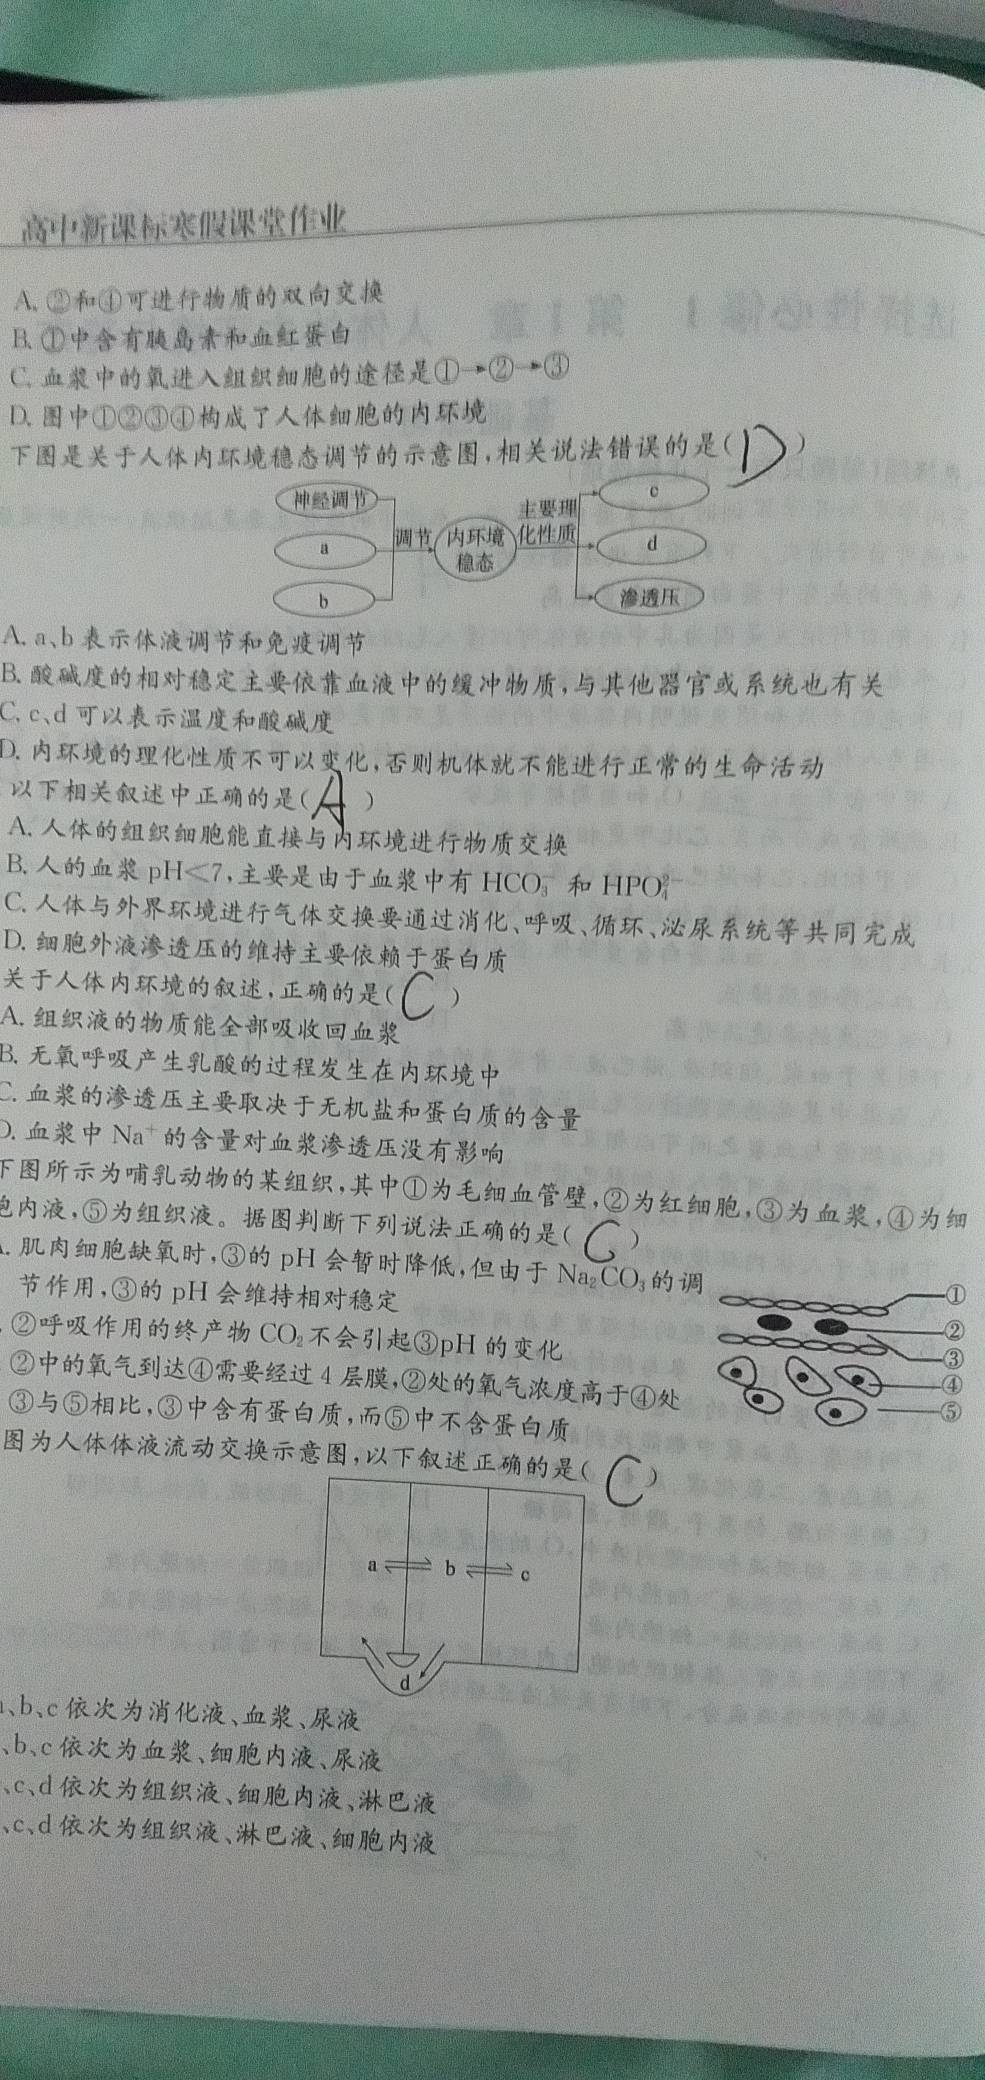 高中新课标寒假课堂作业
A. ②和④可进行物质的双向交换
B. ①中含有胰岛素和血红蛋白
C. 血浆中的氧进入组织细胞的途径是①→②→③
D. 图中①②③④构成了人体细胞的内环境
下图是关于人体内环境稳态调节的示意图,相关说法错误的是( D )
神经调节
a
b
调节
内环境
稳态
主要理
化性质
c
d
渗透压
A. a、b 表示体液调节和免疫调节
B. 酸碱度的相对稳定主要依靠血液中的缓冲物质,与其他器官或系统也有关
C. c、d 可以表示温度和酸碱度
D. 内环境的理化性质不可以变化,否则机体就不能进行正常的生命活动
以下相关叙述中正确的是( A )
A. 人体的组织细胞能直接与内环境进行物质交换
B. 人的血浆 pH<7,主要是由于血浆中有 HCO₃⁻ 和 HPO₄²⁻
C. 人体与外界环境进行气体交换要通过消化、呼吸、循环、泌尿系统等共同完成
D. 细胞外液渗透压的维持主要依赖于蛋白质
关于人体内环境的叙述,正确的是( C )
A. 组织液的物质能全部吸收回血浆
B. 无氧呼吸产生乳酸的过程发生在内环境中
C. 血浆的渗透压主要取决于无机盐和蛋白质的含量
D. 血浆中 Na⁺ 的含量对血浆渗透压没有影响
下图所示为哺乳动物的某组织,其中①为毛细血管壁,②为红细胞,③为血浆,④为细
胞内液,⑤为组织液。据图判断下列说法正确的是( C )
. 肌肉细胞缺氧时,③的 pH 会暂时降低,但由于 Na₂CO₃ 的调
节作用,③的 pH 会维持相对稳定
. ②呼吸作用的终产物 CO₂ 不会引起③pH 的变化
②中的氧气到达④需要经过 4 层膜,②处的氧气浓度高于④处
③与⑤相比,③中含有蛋白质,而⑤中不含蛋白质
①
②
③
④
⑤
图为人体体液流动交换示意图,以下叙述正确的是( C )
a ⇌ b ⇌ c
d
、b、c 依次为消化液、血浆、尿液
、b、c 依次为血浆、细胞内液、尿液
、c、d 依次为组织液、细胞内液、淋巴液
、c、d 依次为组织液、淋巴液、细胞内液